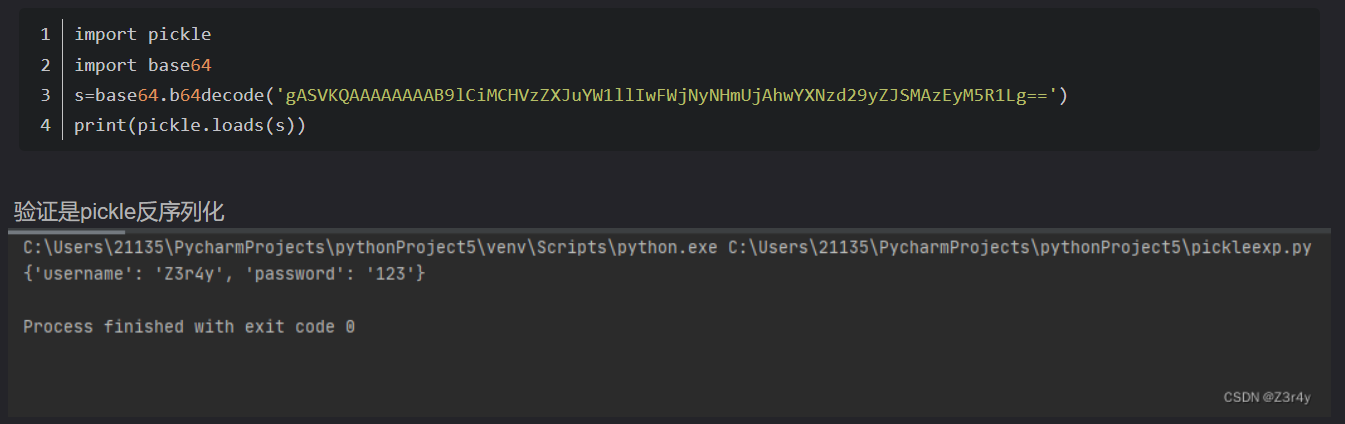 1 import pickle
2 import base64
3 s=base64.b64decode('gASVKQAAAAAAAAB9lCiMCHVzZXJuYW1llIwFWjNyNHmUjAhwYXNzd29yZJSMAzEyM5R1Lg==')
4 print(pickle.loads(s))
验证是pickle反序列化
C:\Users\21135\PycharmProjects\pythonProject5\venv\Scripts\python.exe C:\Users\21135\PycharmProjects\pythonProject5\pickleexp.py
{'username': 'Z3r4y', 'password': '123'}
Process finished with exit code 0
CSDN @Z3r4y